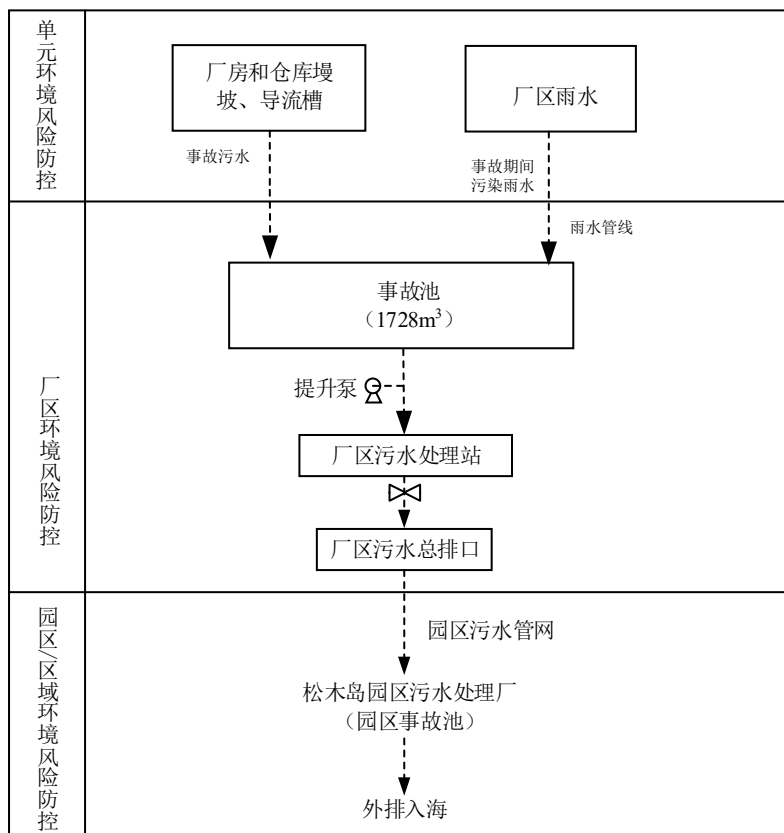 单元环境风险防控
厂房和仓库墁
坡、导流槽
厂区雨水
事故污水
事故期间
污染雨水
厂区环境风险防控
雨水管线
事故池
（1728m³）
提升泵
厂区污水处理站
厂区污水总排口
园区/区域环境风险防控
园区污水管网
松木岛园区污水处理厂
（园区事故池）
外排入海